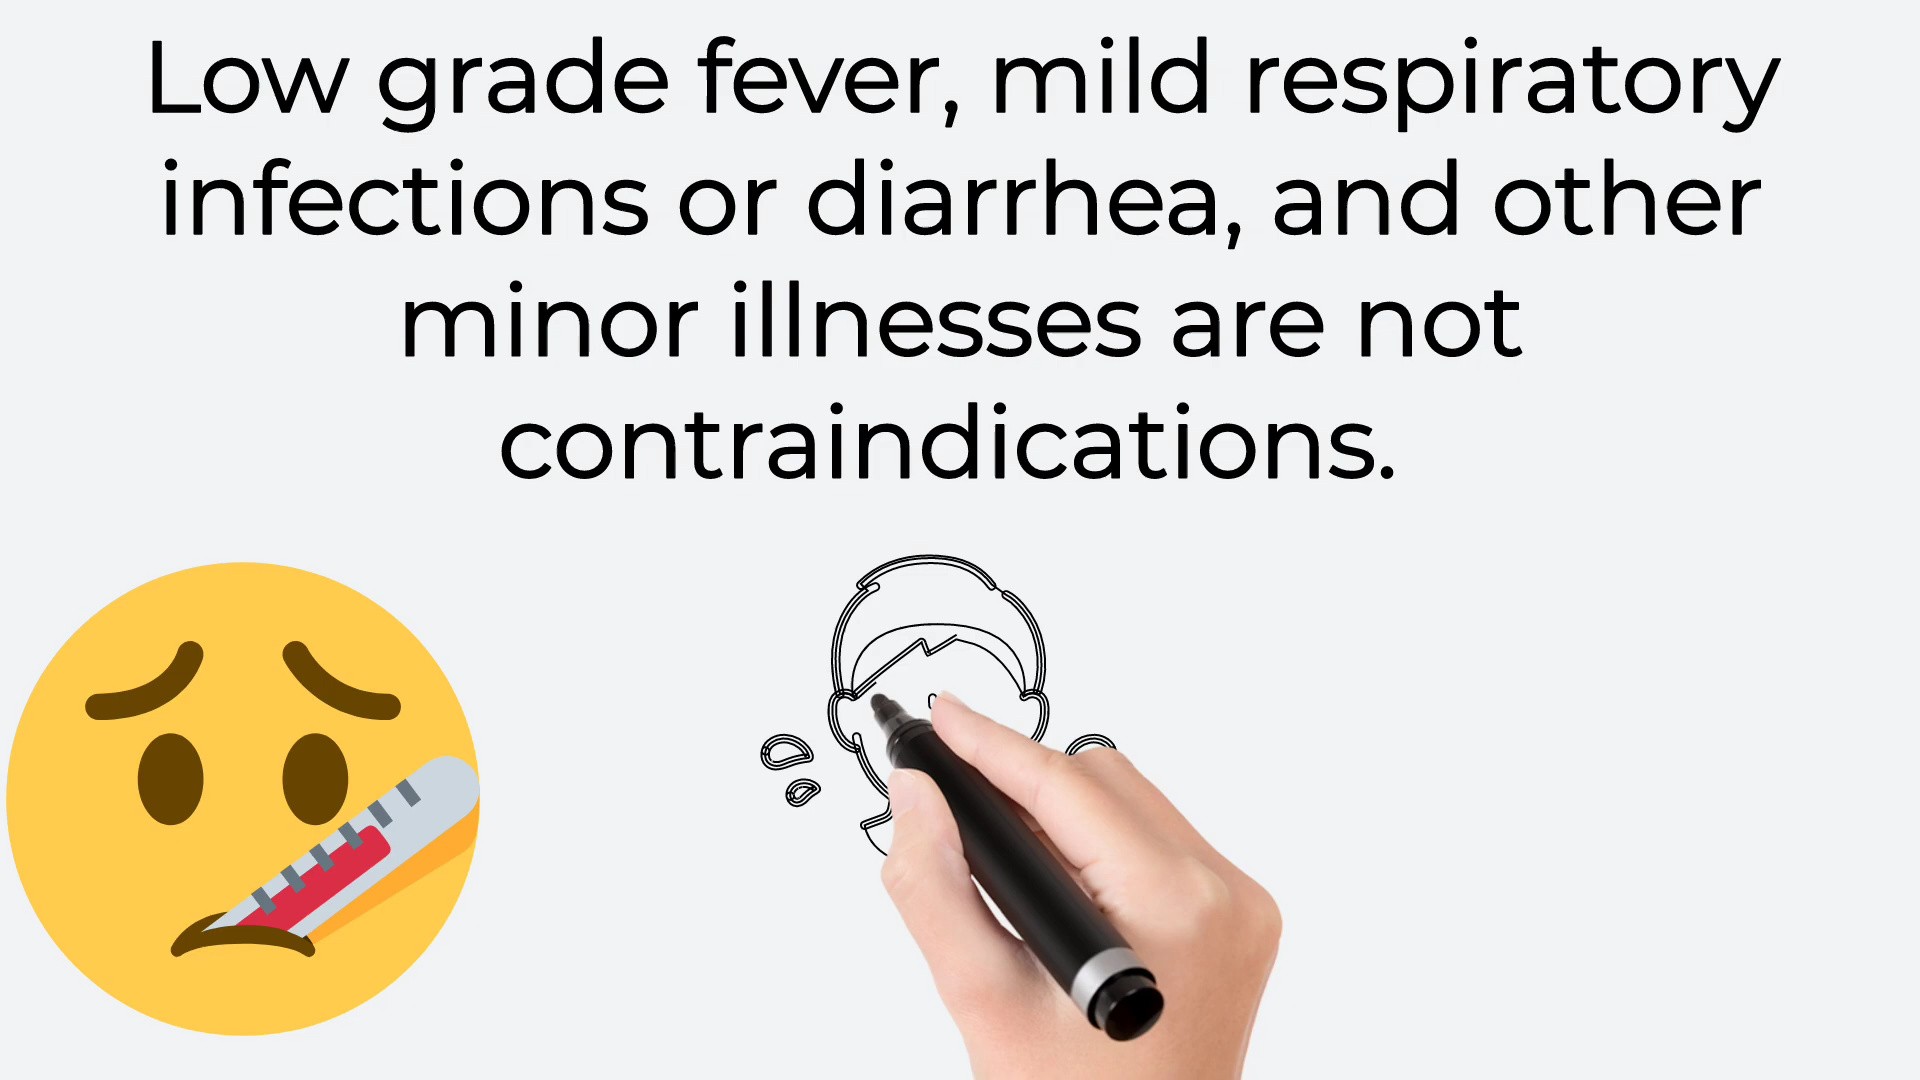 Low grade fever, mild respiratory
infections or diarrhea, and other
minor illnesses are not
contraindications.